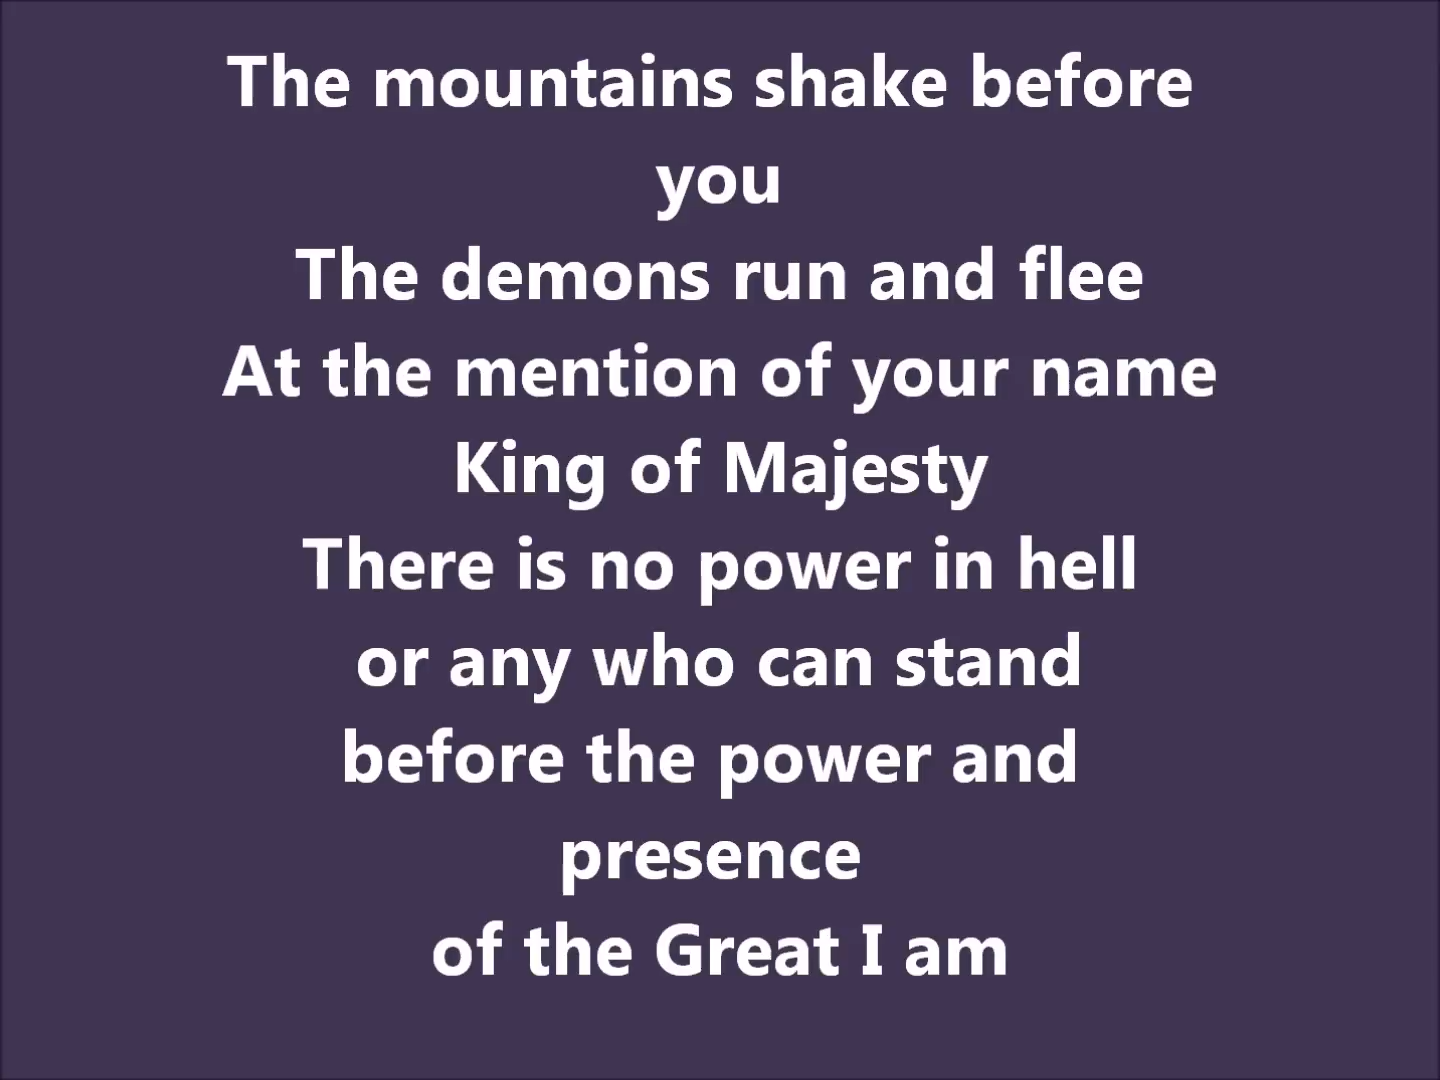 The mountains shake before
you
The demons run and flee
At the mention of your name
King of Majesty
There is no power in hell
or any who can stand
before the power and
presence
of the Great I am